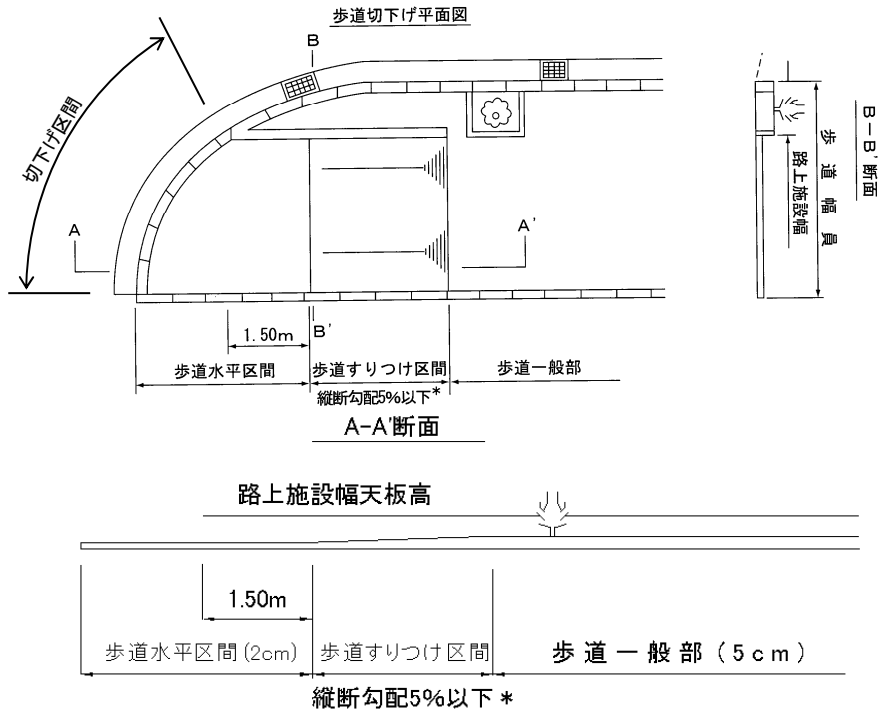 歩道切下げ平面図
B
切下げ区間
A
A'
B-B'断面
歩道幅員
路上施設幅
1.50m
B'
歩道水平区間
歩道すりつけ区間
歩道一般部
縦断勾配5%以下*
A-A'断面
路上施設幅天板高
1.50m
歩道水平区間(2cm)
歩道すりつけ区間
歩道一般部(5cm)
縦断勾配5%以下*